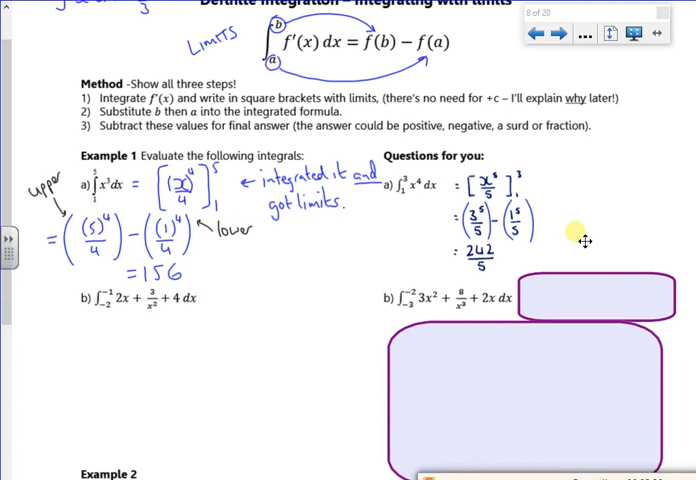 Definite Integration – Integrating with limits
8 of 20
LIMITS
∫ₐᵇ f'(x) dx = f(b) − f(a)
Method -Show all three steps!
1) Integrate f'(x) and write in square brackets with limits, (there's no need for +c – I'll explain why later!)
2) Substitute b then a into the integrated formula.
3) Subtract these values for final answer (the answer could be positive, negative, a surd or fraction).
Example 1 Evaluate the following integrals:
a) ∫₁⁵ x³ dx = [(x)⁴/4]₁⁵ ← integrated it and got limits.
upper
= ((5)⁴/4) − ((1)⁴/4)
lower
= 156
b) ∫₋₂⁻¹ 2x + 3/x² + 4 dx
Questions for you:
a) ∫₁³ x⁴ dx = [x⁵/5]₁³
= (3⁵/5) − (1⁵/5)
= 242/5
b) ∫₋₃⁻² 3x² + 8/x³ + 2x dx
Example 2